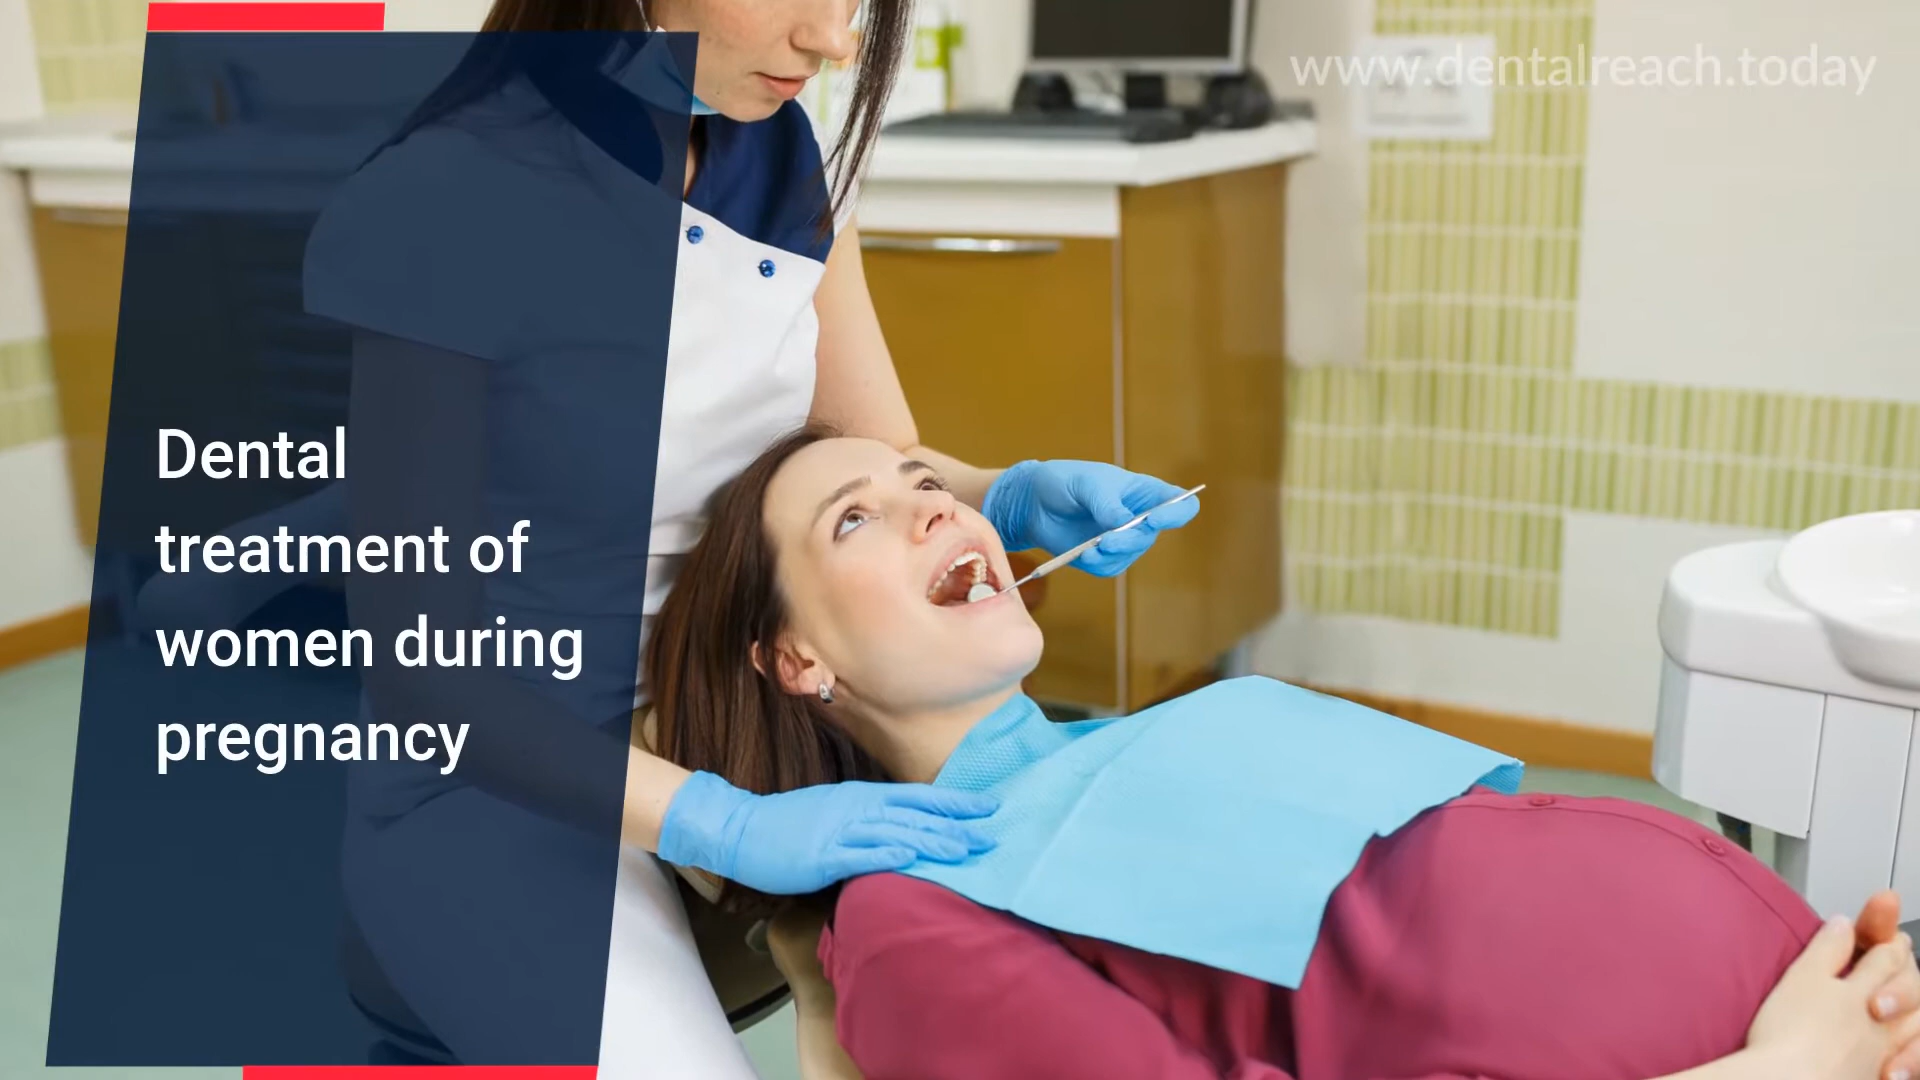 www.dentalreach.today
Dental
treatment of
women during
pregnancy